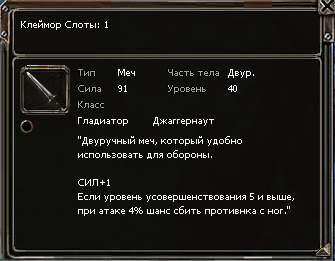 Клеймор Слоты: 1
Тип Меч Часть тела Двур.
Сила 91 Уровень 40
Класс
Гладиатор Джаггернаут
"Двуручный меч, который удобно
использовать для обороны.
СИЛ+1
Если уровень усовершенствования 5 и выше,
при атаке 4% шанс сбить противнка с ног."